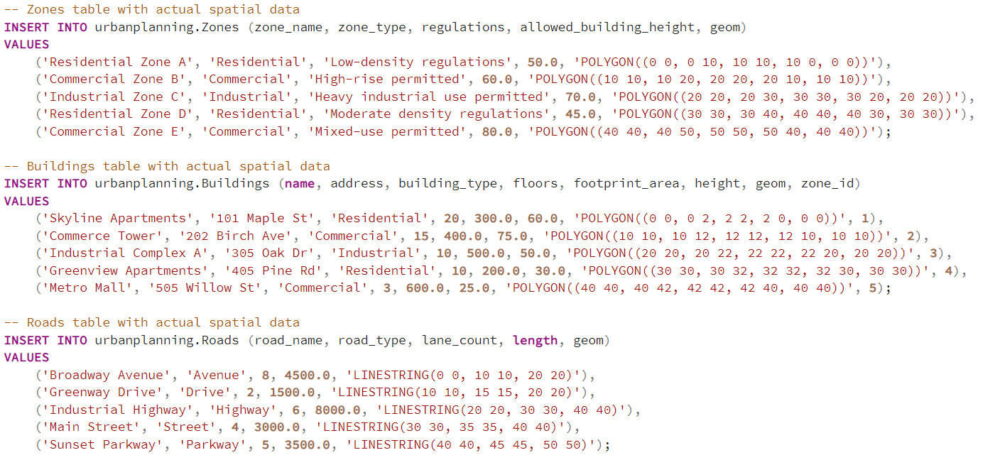 -- Zones table with actual spatial data
INSERT INTO urbanplanning.Zones (zone_name, zone_type, regulations, allowed_building_height, geom)
VALUES
('Residential Zone A', 'Residential', 'Low-density regulations', 50.0, 'POLYGON((0 0, 0 10, 10 10, 10 0, 0 0))'),
('Commercial Zone B', 'Commercial', 'High-rise permitted', 60.0, 'POLYGON((10 10, 10 20, 20 20, 20 10, 10 10))'),
('Industrial Zone C', 'Industrial', 'Heavy industrial use permitted', 70.0, 'POLYGON((20 20, 20 30, 30 30, 30 20, 20 20))'),
('Residential Zone D', 'Residential', 'Moderate density regulations', 45.0, 'POLYGON((30 30, 30 40, 40 40, 40 30, 30 30))'),
('Commercial Zone E', 'Commercial', 'Mixed-use permitted', 80.0, 'POLYGON((40 40, 40 50, 50 50, 50 40, 40 40))');
-- Buildings table with actual spatial data
INSERT INTO urbanplanning.Buildings (name, address, building_type, floors, footprint_area, height, geom, zone_id)
VALUES
('Skyline Apartments', '101 Maple St', 'Residential', 20, 300.0, 60.0, 'POLYGON((0 0, 0 2, 2 2, 2 0, 0 0))', 1),
('Commerce Tower', '202 Birch Ave', 'Commercial', 15, 400.0, 75.0, 'POLYGON((10 10, 10 12, 12 12, 12 10, 10 10))', 2),
('Industrial Complex A', '305 Oak Dr', 'Industrial', 10, 500.0, 50.0, 'POLYGON((20 20, 20 22, 22 22, 22 20, 20 20))', 3),
('Greenview Apartments', '405 Pine Rd', 'Residential', 10, 200.0, 30.0, 'POLYGON((30 30, 30 32, 32 32, 32 30, 30 30))', 4),
('Metro Mall', '505 Willow St', 'Commercial', 3, 600.0, 25.0, 'POLYGON((40 40, 40 42, 42 42, 42 40, 40 40))', 5);
-- Roads table with actual spatial data
INSERT INTO urbanplanning.Roads (road_name, road_type, lane_count, length, geom)
VALUES
('Broadway Avenue', 'Avenue', 8, 4500.0, 'LINESTRING(0 0, 10 10, 20 20)'),
('Greenway Drive', 'Drive', 2, 1500.0, 'LINESTRING(10 10, 15 15, 20 20)'),
('Industrial Highway', 'Highway', 6, 8000.0, 'LINESTRING(20 20, 30 30, 40 40)'),
('Main Street', 'Street', 4, 3000.0, 'LINESTRING(30 30, 35 35, 40 40)'),
('Sunset Parkway', 'Parkway', 5, 3500.0, 'LINESTRING(40 40, 45 45, 50 50)');